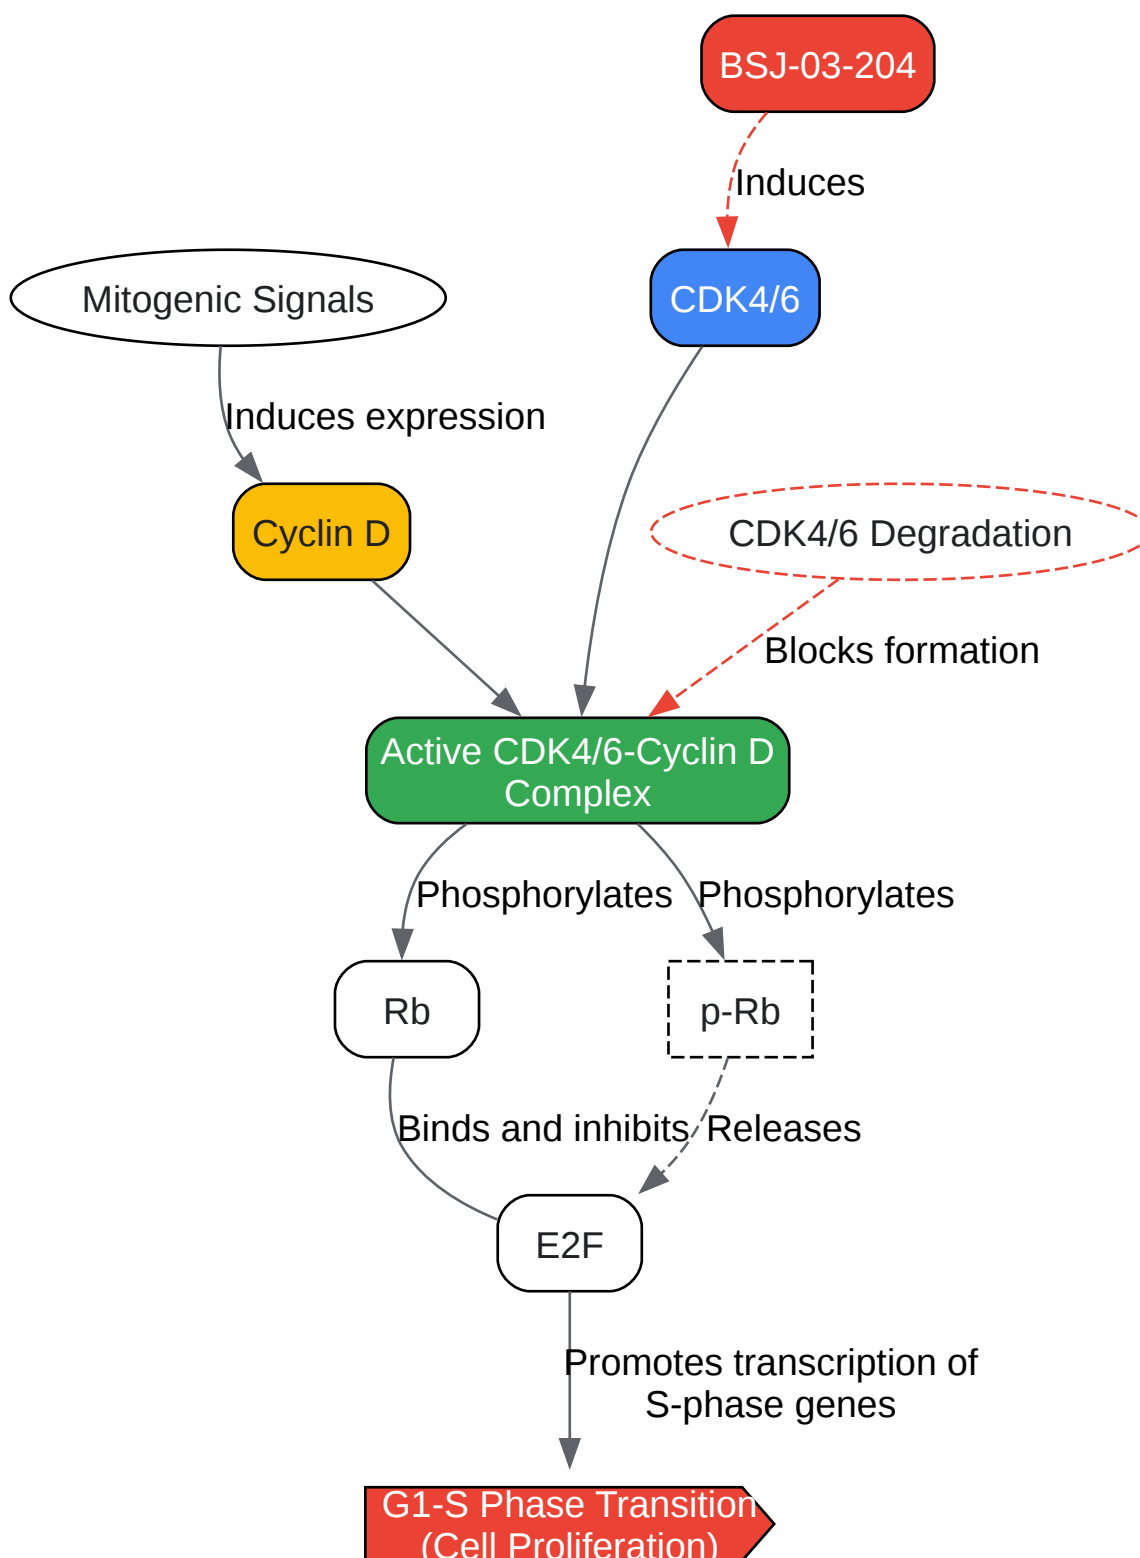 BSJ-03-204
Induces
Mitogenic Signals
CDK4/6
Induces expression
Cyclin D
CDK4/6 Degradation
Blocks formation
Active CDK4/6-Cyclin D
Complex
Phosphorylates
Phosphorylates
Rb
p-Rb
Binds and inhibits
Releases
E2F
Promotes transcription of
S-phase genes
G1-S Phase Transition
(Cell Proliferation)